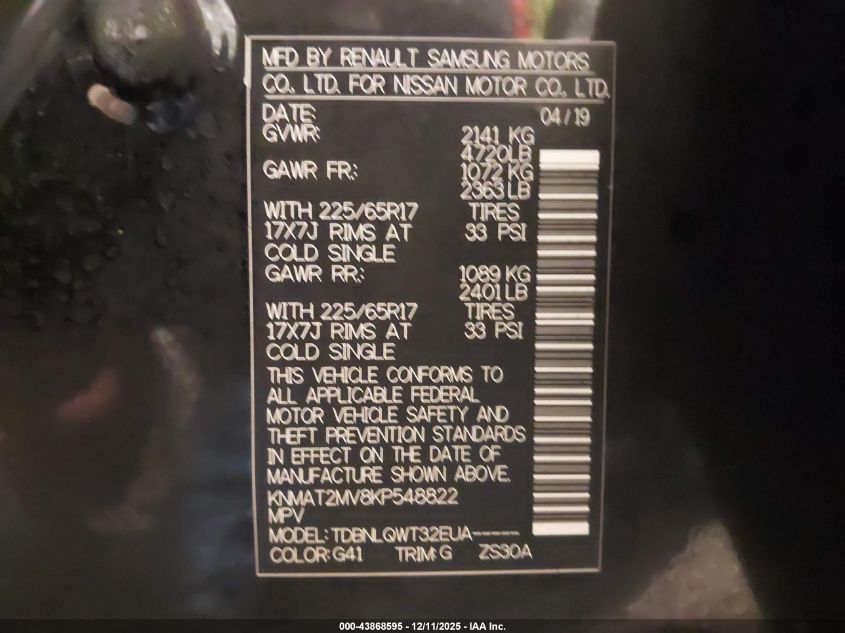 MFD BY RENAULT SAMSUNG MOTORS
CO., LTD. FOR NISSAN MOTOR CO., LTD.
DATE: 04/19
GVWR: 2141 KG
4720LB
GAWR FR.: 1072 KG
2363 LB
WITH 225/65R17 TIRES
17X7J RIMS AT 33 PSI
COLD SINGLE
GAWR RR.: 1089 KG
2401 LB
WITH 225/65R17 TIRES
17X7J RIMS AT 33 PSI
COLD SINGLE
THIS VEHICLE CONFORMS TO
ALL APPLICABLE FEDERAL
MOTOR VEHICLE SAFETY AND
THEFT PREVENTION STANDARDS
IN EFFECT ON THE DATE OF
MANUFACTURE SHOWN ABOVE.
KNMAT2MV8KP548822
MPV
MODEL: TDBNLQWT32EUA-----
COLOR: G41 TRIM: G ZS30A
000-43868595 - 12/11/2025 - IAA Inc.